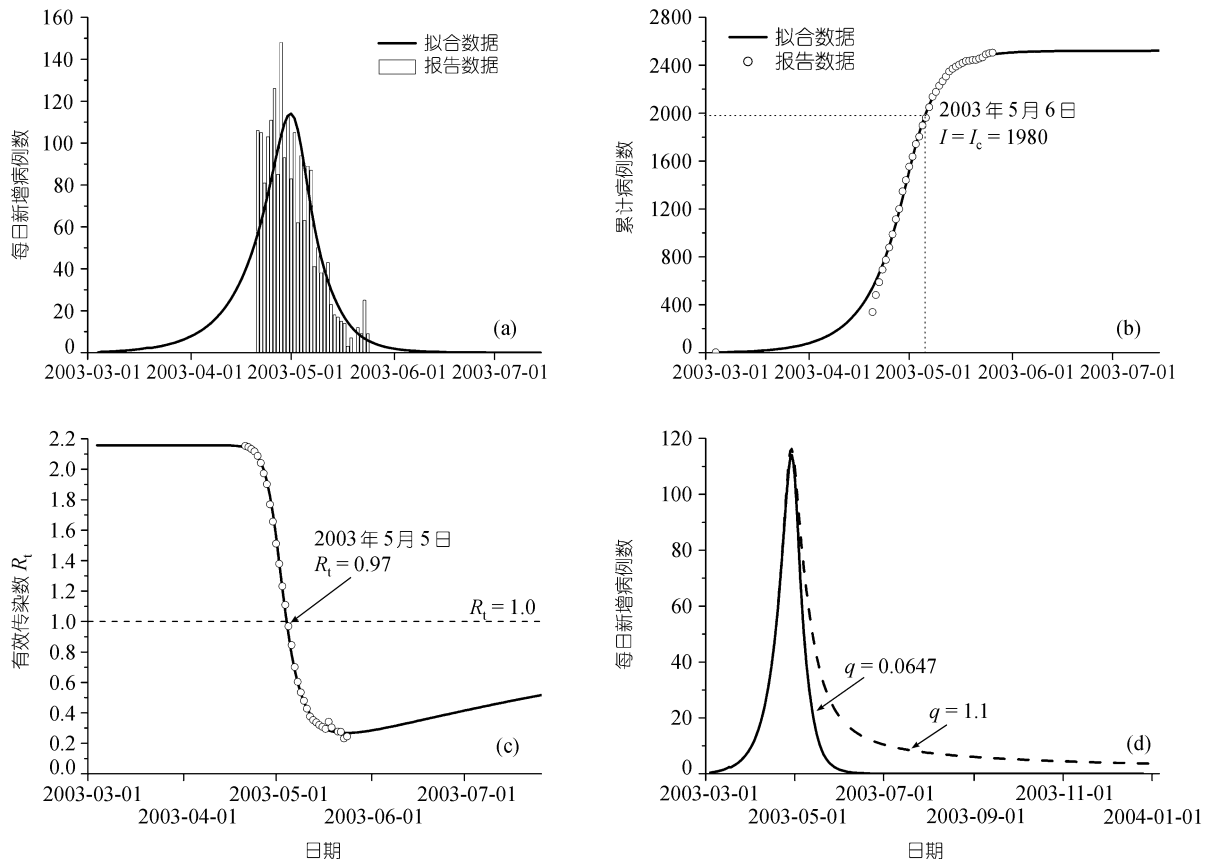 160
140
120
100
80
60
40
20
0
每日新增病例数
拟合数据
报告数据
(a)
2003-03-01
2003-04-01
2003-05-01
2003-06-01
2003-07-01
2800
2400
2000
1600
1200
800
400
0
累计病例数
拟合数据
报告数据
2003年5月6日
I = Ic = 1980
(b)
2003-03-01
2003-04-01
2003-05-01
2003-06-01
2003-07-01
2.2
2.0
1.8
1.6
1.4
1.2
1.0
0.8
0.6
0.4
0.2
0.0
有效传染数 Rt
2003年5月5日
Rt = 0.97
Rt = 1.0
(c)
2003-03-01
2003-04-01
2003-05-01
2003-06-01
2003-07-01
日期
120
100
80
60
40
20
0
每日新增病例数
q = 0.0647
q = 1.1
(d)
2003-03-01
2003-05-01
2003-07-01
2003-09-01
2003-11-01
2004-01-01
日期